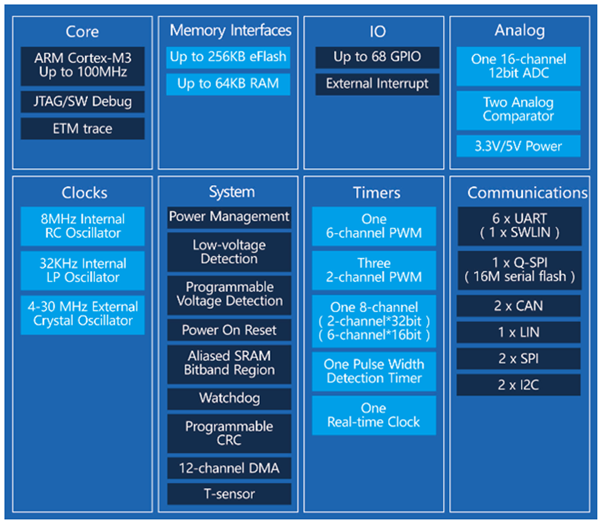 Core
ARM Cortex-M3
Up to 100MHz
JTAG/SW Debug
ETM trace
Memory Interfaces
Up to 256KB eFlash
Up to 64KB RAM
IO
Up to 68 GPIO
External Interrupt
Analog
One 16-channel
12bit ADC
Two Analog
Comparator
3.3V/5V Power
Clocks
8MHz Internal
RC Oscillator
32KHz Internal
LP Oscillator
4-30 MHz External
Crystal Oscillator
System
Power Management
Low-voltage
Detection
Programmable
Voltage Detection
Power On Reset
Aliased SRAM
Bitband Region
Watchdog
Programmable
CRC
12-channel DMA
T-sensor
Timers
One
6-channel PWM
Three
2-channel PWM
One 8-channel
( 2-channel*32bit )
( 6-channel*16bit )
One Pulse Width
Detection Timer
One
Real-time Clock
Communications
6 x UART
( 1 x SWLIN )
1 x Q-SPI
( 16M serial flash )
2 x CAN
1 x LIN
2 x SPI
2 x I2C